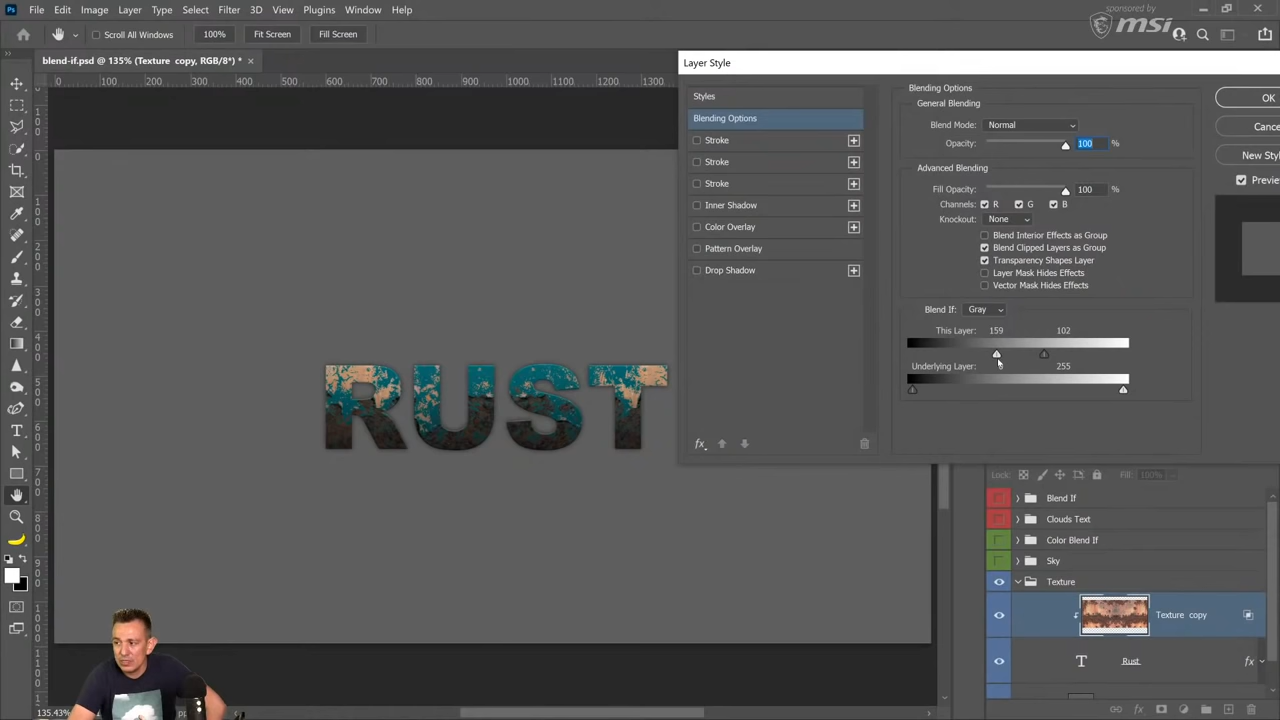 sponsored by
msi
Ps File Edit Image Layer Type Select Filter 3D View Plugins Window Help
Scroll All Windows 100% Fit Screen Fill Screen
blend-if.psd @ 135% (Texture copy, RGB/8*) * ×
0 100 200 300 400 500 600 700 800 900 1000 1100 1200 1300
Layer Style
Styles
Blending Options
Stroke
Stroke
Stroke
Inner Shadow
Color Overlay
Pattern Overlay
Drop Shadow
fx
Blending Options
General Blending
Blend Mode: Normal
Opacity: 100 %
Advanced Blending
Fill Opacity: 100 %
Channels: R G B
Knockout: None
Blend Interior Effects as Group
Blend Clipped Layers as Group
Transparency Shapes Layer
Layer Mask Hides Effects
Vector Mask Hides Effects
Blend If: Gray
This Layer: 159 102
Underlying Layer: 255
OK
Cance
New Styl
Preview
RUST
Lock: Fill: 100%
Blend If
Clouds Text
Color Blend If
Sky
Texture
Texture copy
T Rust fx
135.43%
fx